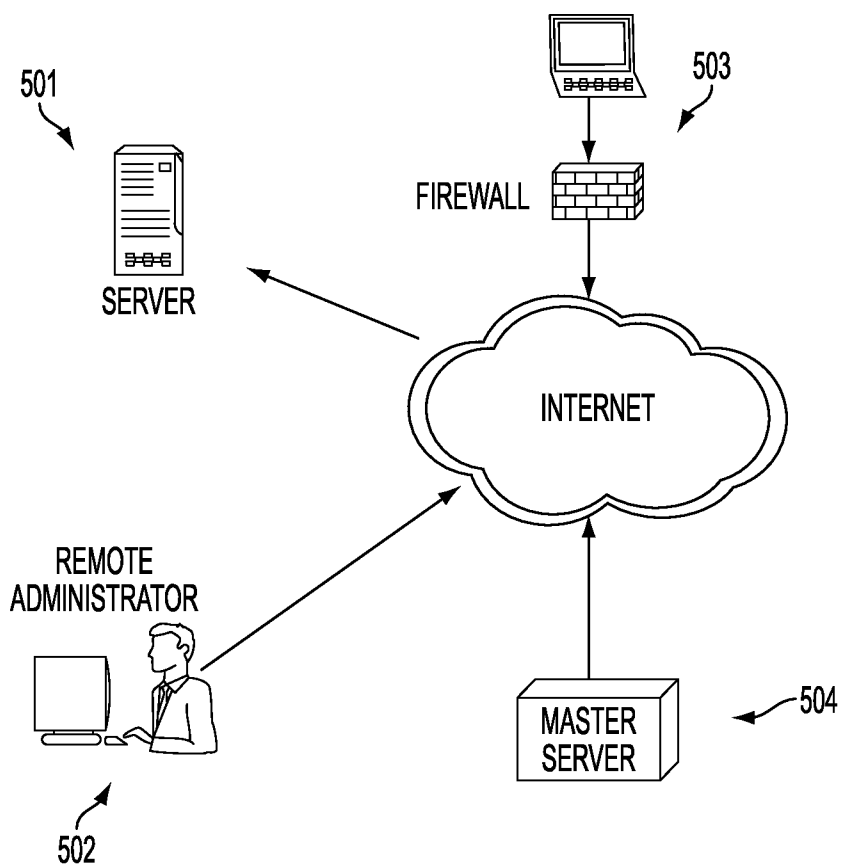 501
503
FIREWALL
SERVER
INTERNET
REMOTE
ADMINISTRATOR
MASTER
SERVER
504
502